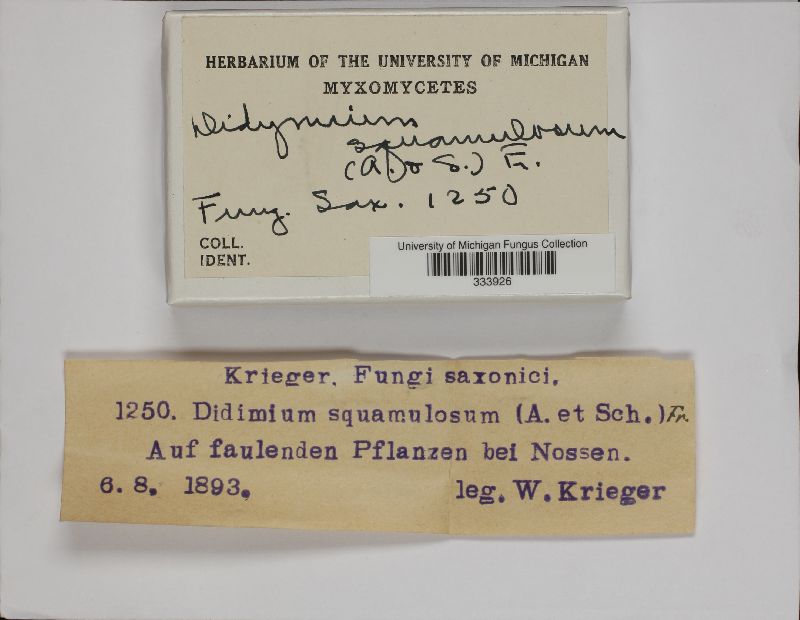 HERBARIUM OF THE UNIVERSITY OF MICHIGAN
MYXOMYCETES
Didymium
squamulosum
(A. & S.) Fr.
Fung. Sax. 1250
COLL.
IDENT.
University of Michigan Fungus Collection
333926
Krieger, Fungi saxonici.
1250. Didimium squamulosum (A. et Sch.) Fr.
Auf faulenden Pflanzen bei Nossen.
6. 8. 1893. leg. W. Krieger